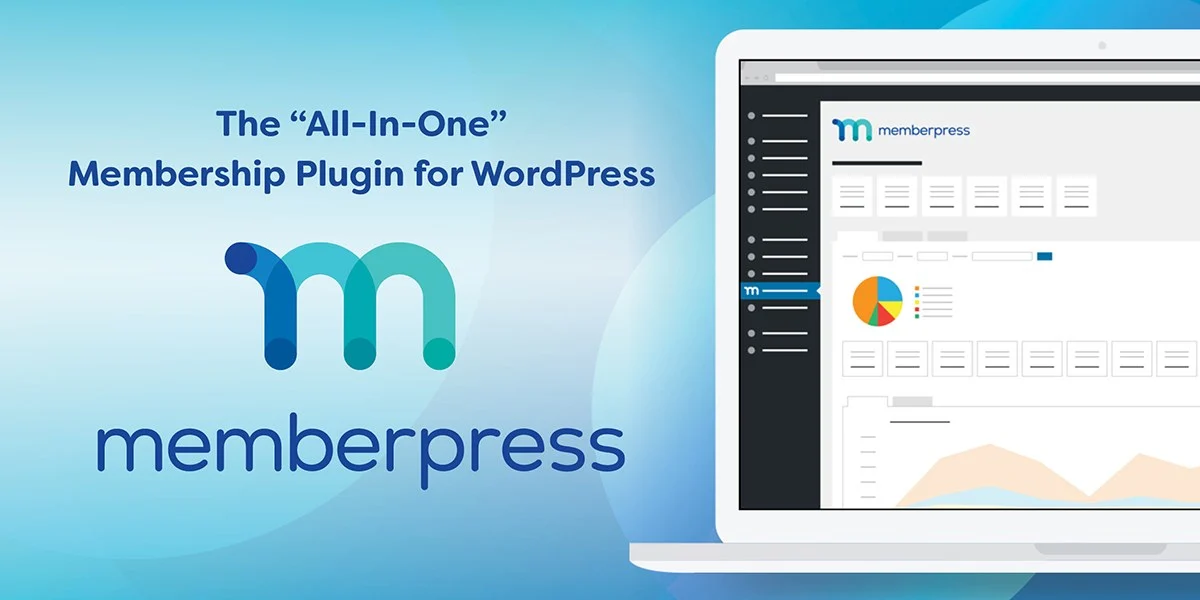 The “All-In-One”
Membership Plugin for WordPress
m
memberpress
m memberpress
m